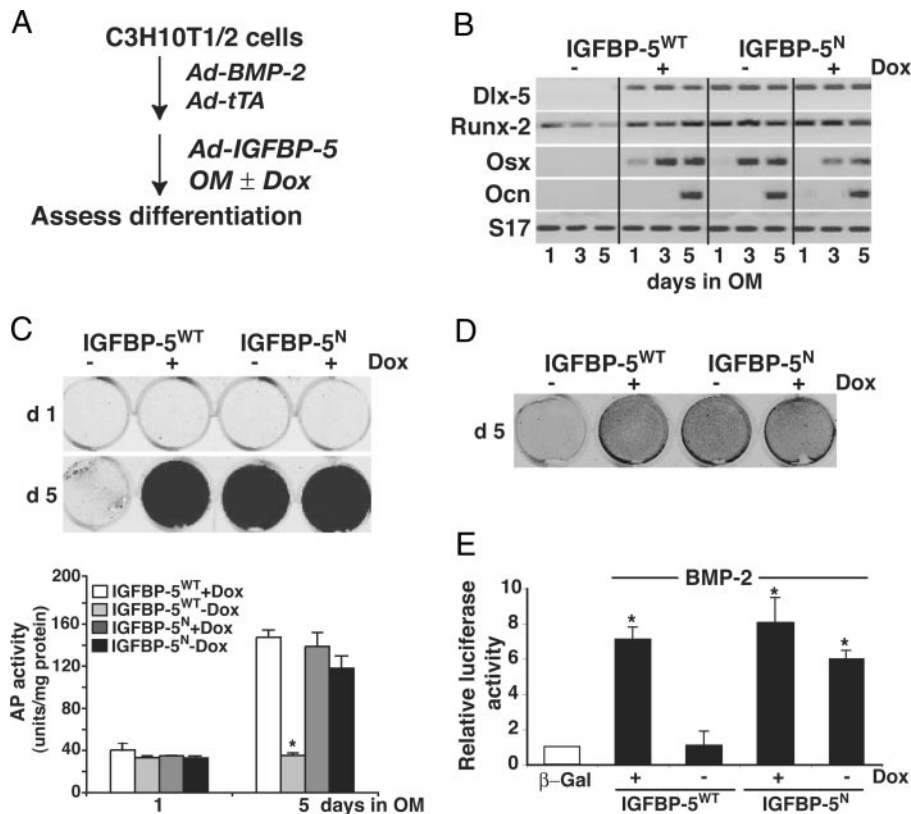 A
C3H10T1/2 cells
Ad-BMP-2
Ad-tTA
Ad-IGFBP-5
OM ± Dox
Assess differentiation
B
IGFBP-5WT IGFBP-5N
- + - + Dox
Dlx-5
Runx-2
Osx
Ocn
S17
1 3 5 1 3 5 1 3 5 1 3 5
days in OM
C
IGFBP-5WT IGFBP-5N
- + - + Dox
d 1
d 5
200
160
120
80
40
0
AP activity
(units/mg protein)
IGFBP-5WT+Dox
IGFBP-5WT-Dox
IGFBP-5N+Dox
IGFBP-5N-Dox
*
1 5 days in OM
D
IGFBP-5WT IGFBP-5N
- + - + Dox
d 5
E
BMP-2
Relative luciferase
activity
10
8
6
4
2
0
* * *
β-Gal + - + - Dox
IGFBP-5WT IGFBP-5N